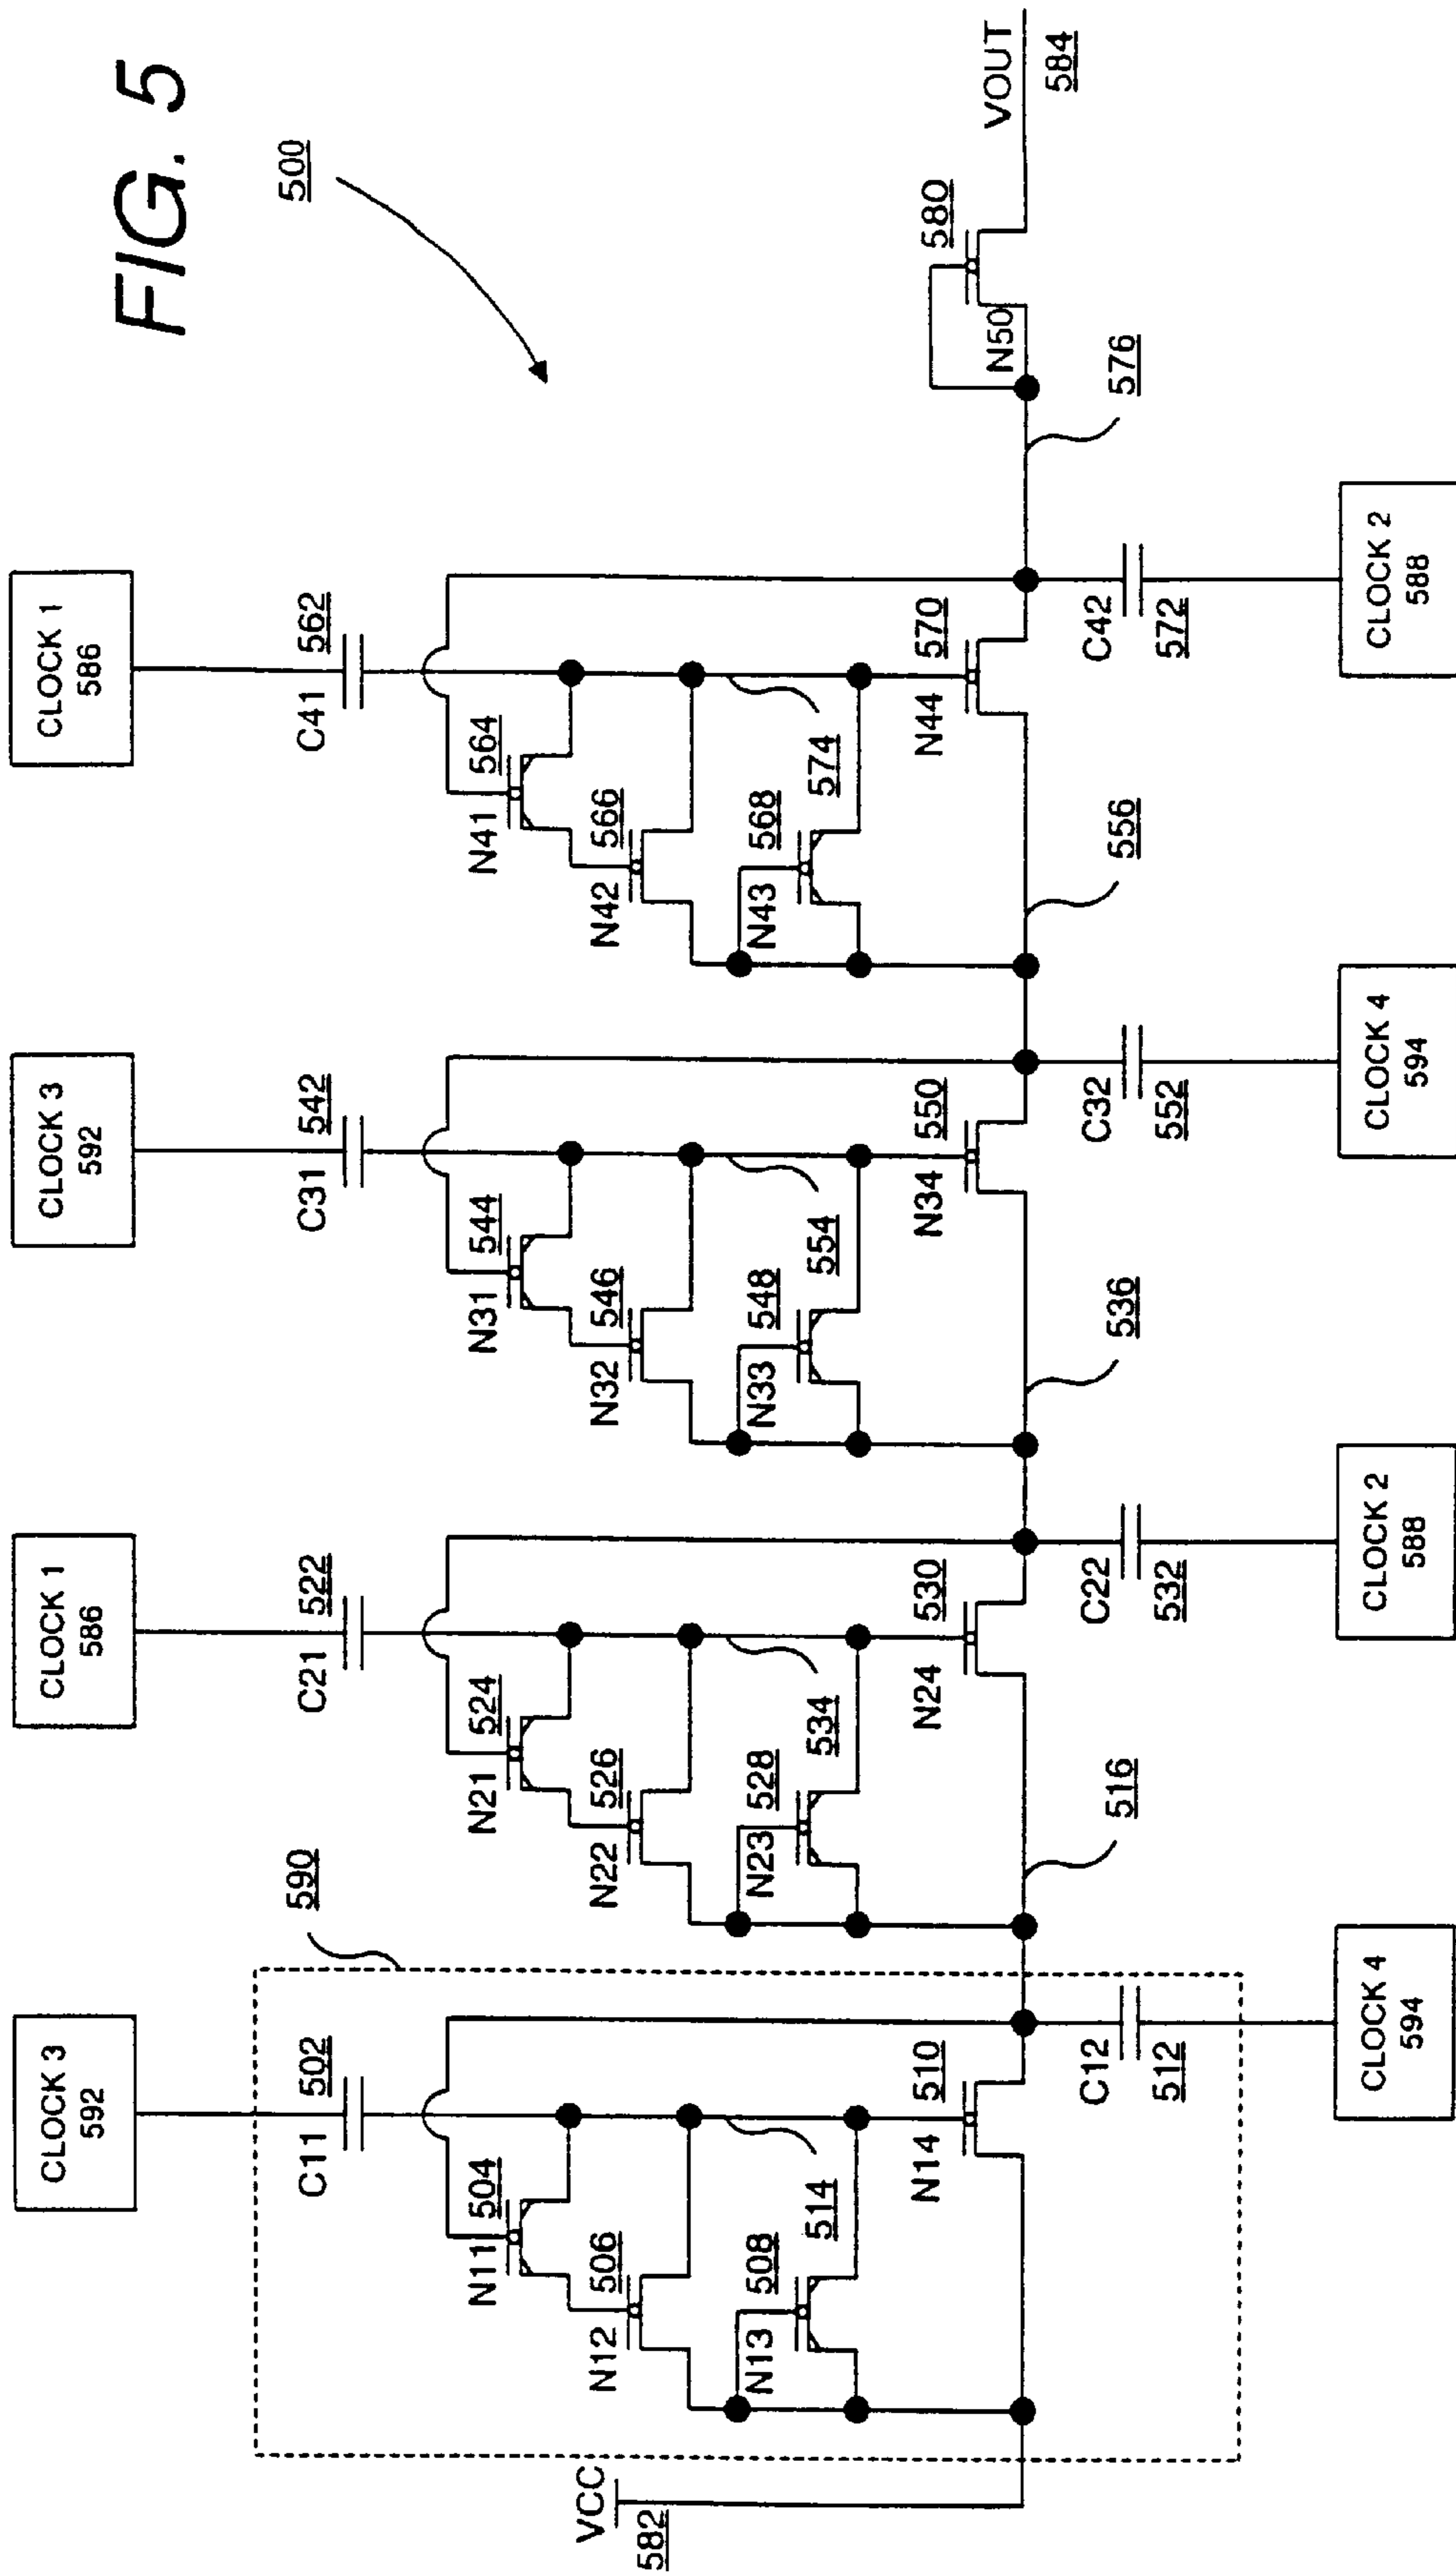 FIG. 5
500
CLOCK 3
592
CLOCK 1
586
CLOCK 3
592
CLOCK 1
586
590
C11
502
N11
504
N12
506
N13
508
514
N14
510
C12
512
CLOCK 4
594
VCC
582
516
C21
522
N21
524
N22
526
N23
528
534
N24
530
C22
532
CLOCK 2
588
536
C31
542
N31
544
N32
546
N33
548
554
N34
550
C32
552
CLOCK 4
594
556
C41
562
N41
564
N42
566
N43
568
574
N44
570
C42
572
CLOCK 2
588
576
N50
580
VOUT
584